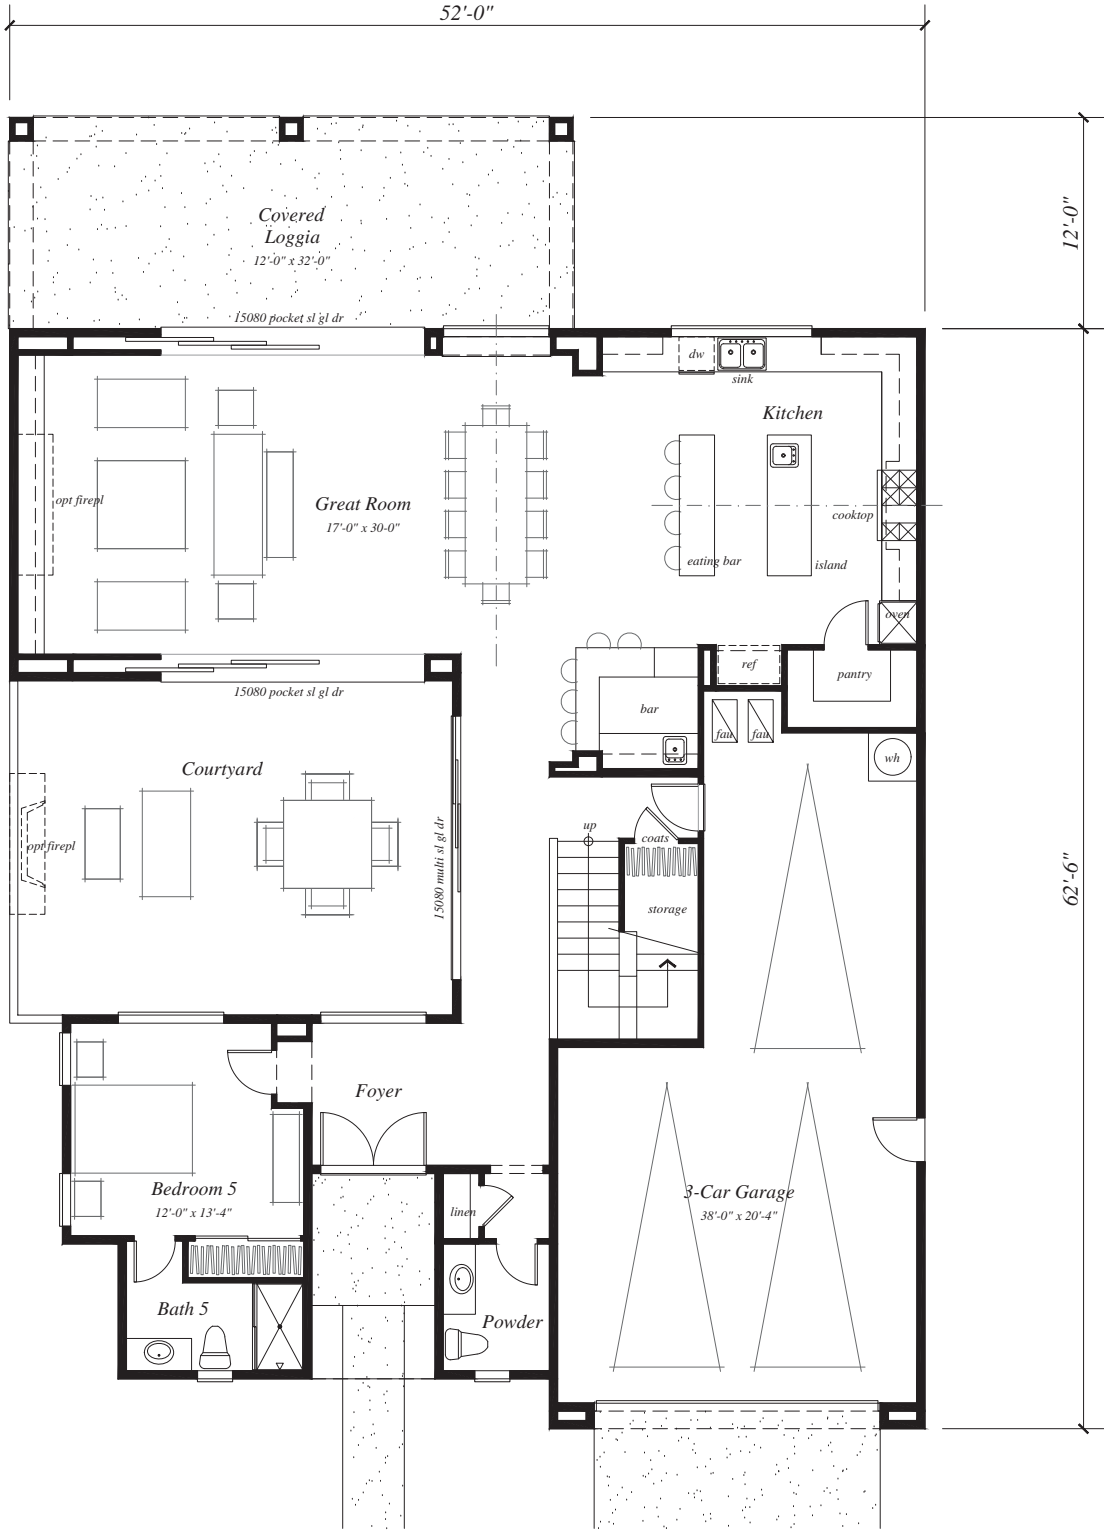 52'-0"
12'-0"
Covered
Loggia
12'-0" x 32'-0"
15080 pocket sl gl dr
dw
sink
Kitchen
opt firepl
Great Room
17'-0" x 30-0"
cooktop
eating bar
island
oven
ref
pantry
15080 pocket sl gl dr
bar
fau
fau
wh
Courtyard
up
coats
opt firepl
15080 multi sl gl dr
62'-6"
storage
Foyer
Bedroom 5
12'-0" x 13'-4"
linen
3-Car Garage
38'-0" x 20'-4"
Bath 5
Powder